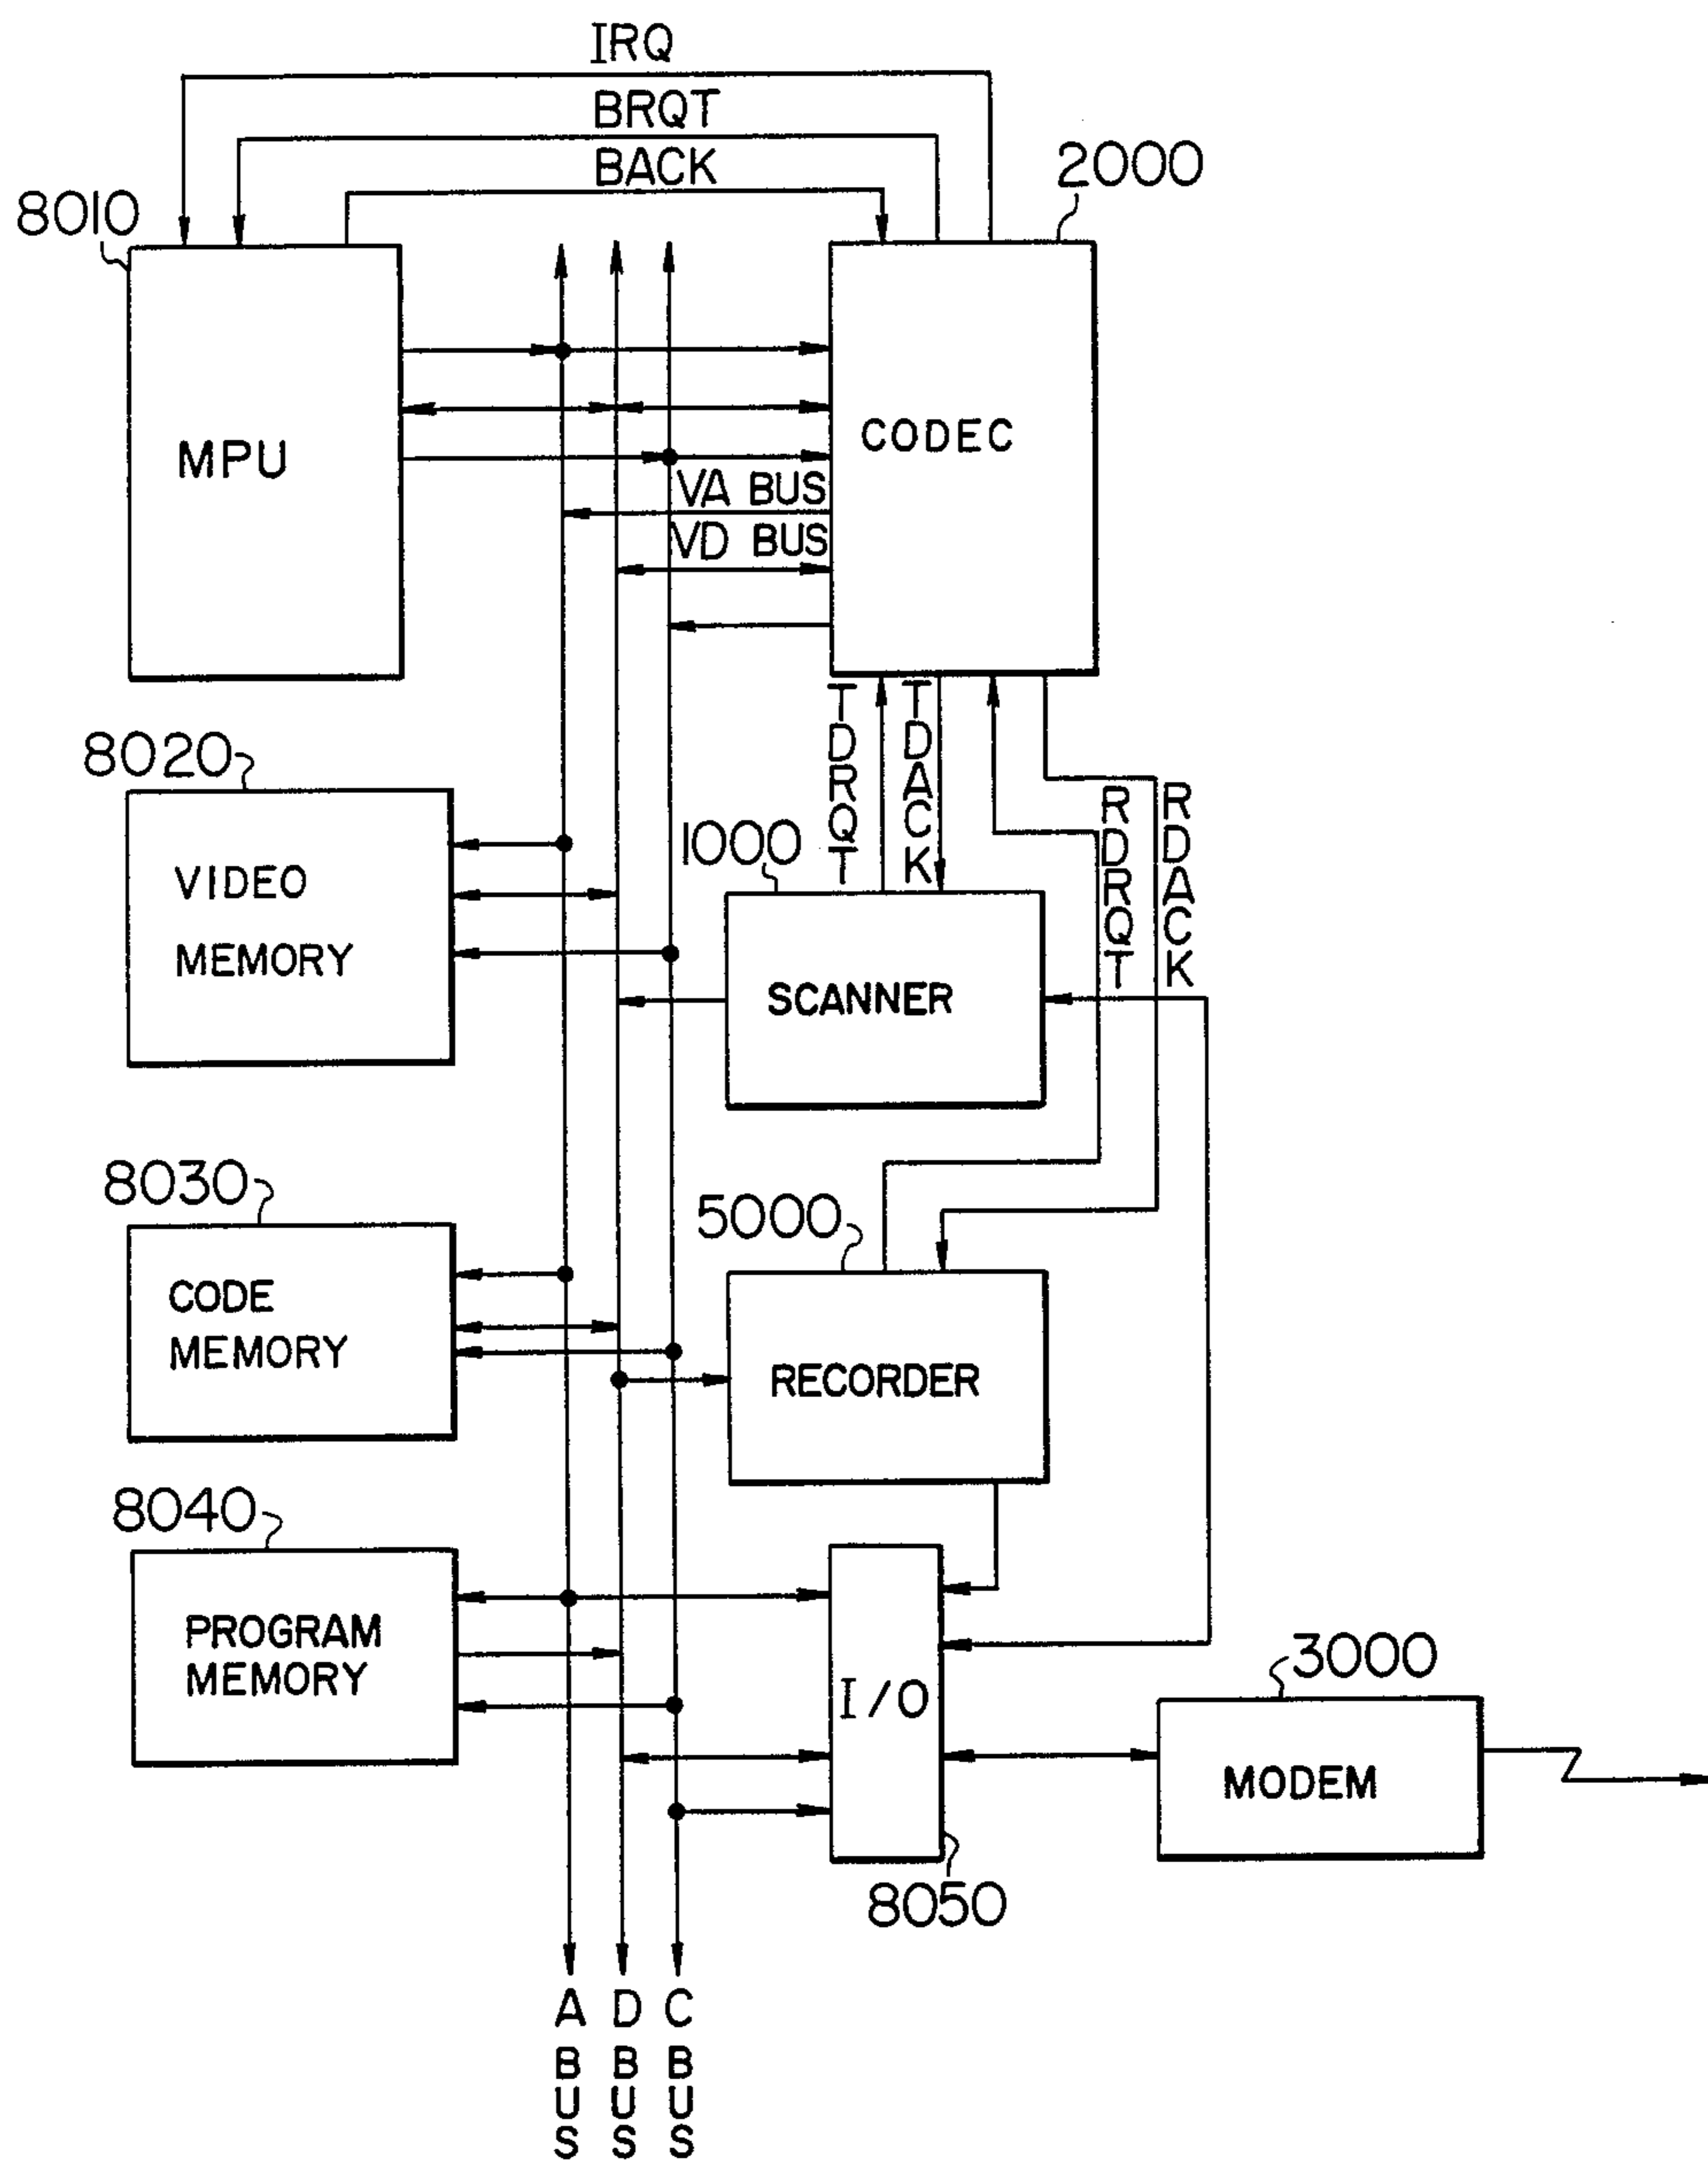 IRQ
BRQT
BACK
2000
8010
MPU
CODEC
VA BUS
VD BUS
TDRQT
TDACK
RDRQT
RDACK
8020
VIDEO
MEMORY
1000
SCANNER
8030
CODE
MEMORY
5000
RECORDER
8040
PROGRAM
MEMORY
I/O
3000
MODEM
8050
A BUS
D BUS
C BUS